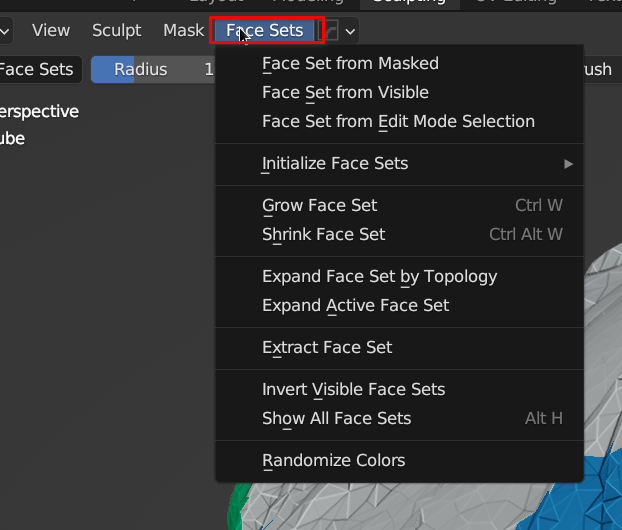 View Sculpt Mask Face Sets
Face Sets Radius 1
Face Set from Masked
Face Set from Visible
Face Set from Edit Mode Selection
Initialize Face Sets
Grow Face Set Ctrl W
Shrink Face Set Ctrl Alt W
Expand Face Set by Topology
Expand Active Face Set
Extract Face Set
Invert Visible Face Sets
Show All Face Sets Alt H
Randomize Colors